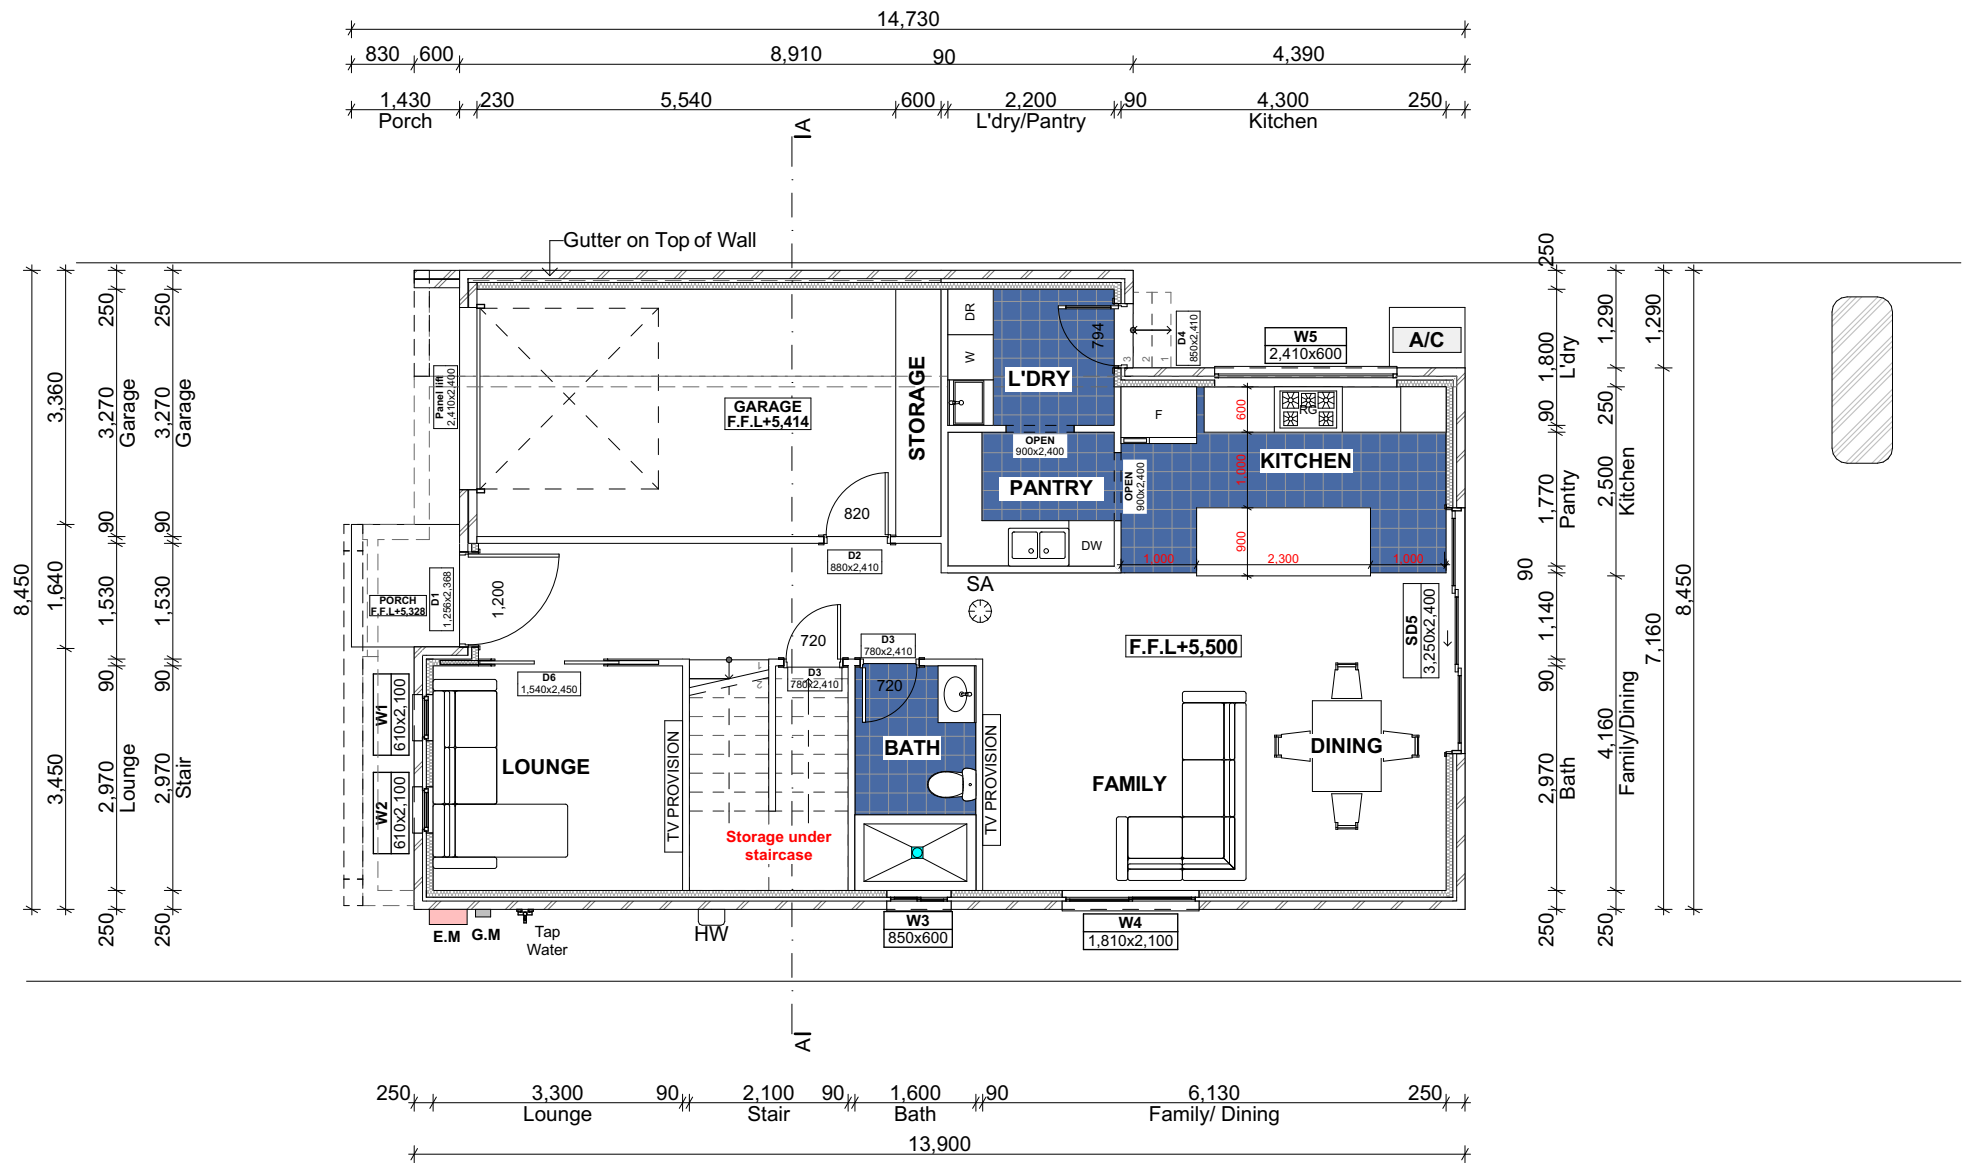 14,730
830 600 8,910 90 4,390
1,430 230 5,540 600 2,200 90 4,300 250
Porch L'dry/Pantry Kitchen
A
Gutter on Top of Wall
8,450
3,360 1,640 3,450
250 3,270 90 1,530 90 2,970 250
Garage Lounge
250 3,270 90 1,530 90 2,970 250
Garage Stair
Panel lift
2,410x2,400
GARAGE
F.F.L+5,414
STORAGE
DR
W
L'DRY
794
3 2 1
D4
850x2,410
W5
2,410x600
A/C
F
RG
600
OPEN
900x2,400
PANTRY
OPEN
900x2,400
KITCHEN
1,000
900
1,000 2,300 1,000
DW
820
D2
880x2,410
SA
PORCH
F.F.L+5,328
D1
1,256x2,368
1,200
720
D3
780x2,410
D3
780x2,410
720
F.F.L+5,500
SD5
3,250x2,400
D6
1,540x2,450
1
2
W1
610x2,100
W2
610x2,100
LOUNGE
TV PROVISION
Storage under
staircase
BATH
TV PROVISION
FAMILY
DINING
E.M G.M
Tap
Water
HW
W3
850x600
W4
1,810x2,100
250 1,800 90 1,770 90 1,140 90 2,970 250
L'dry Pantry Bath
1,290 250 2,500 4,160 250
Kitchen Family/Dining
1,290 7,160
8,450
A
250 3,300 90 2,100 90 1,600 90 6,130 250
Lounge Stair Bath Family/ Dining
13,900